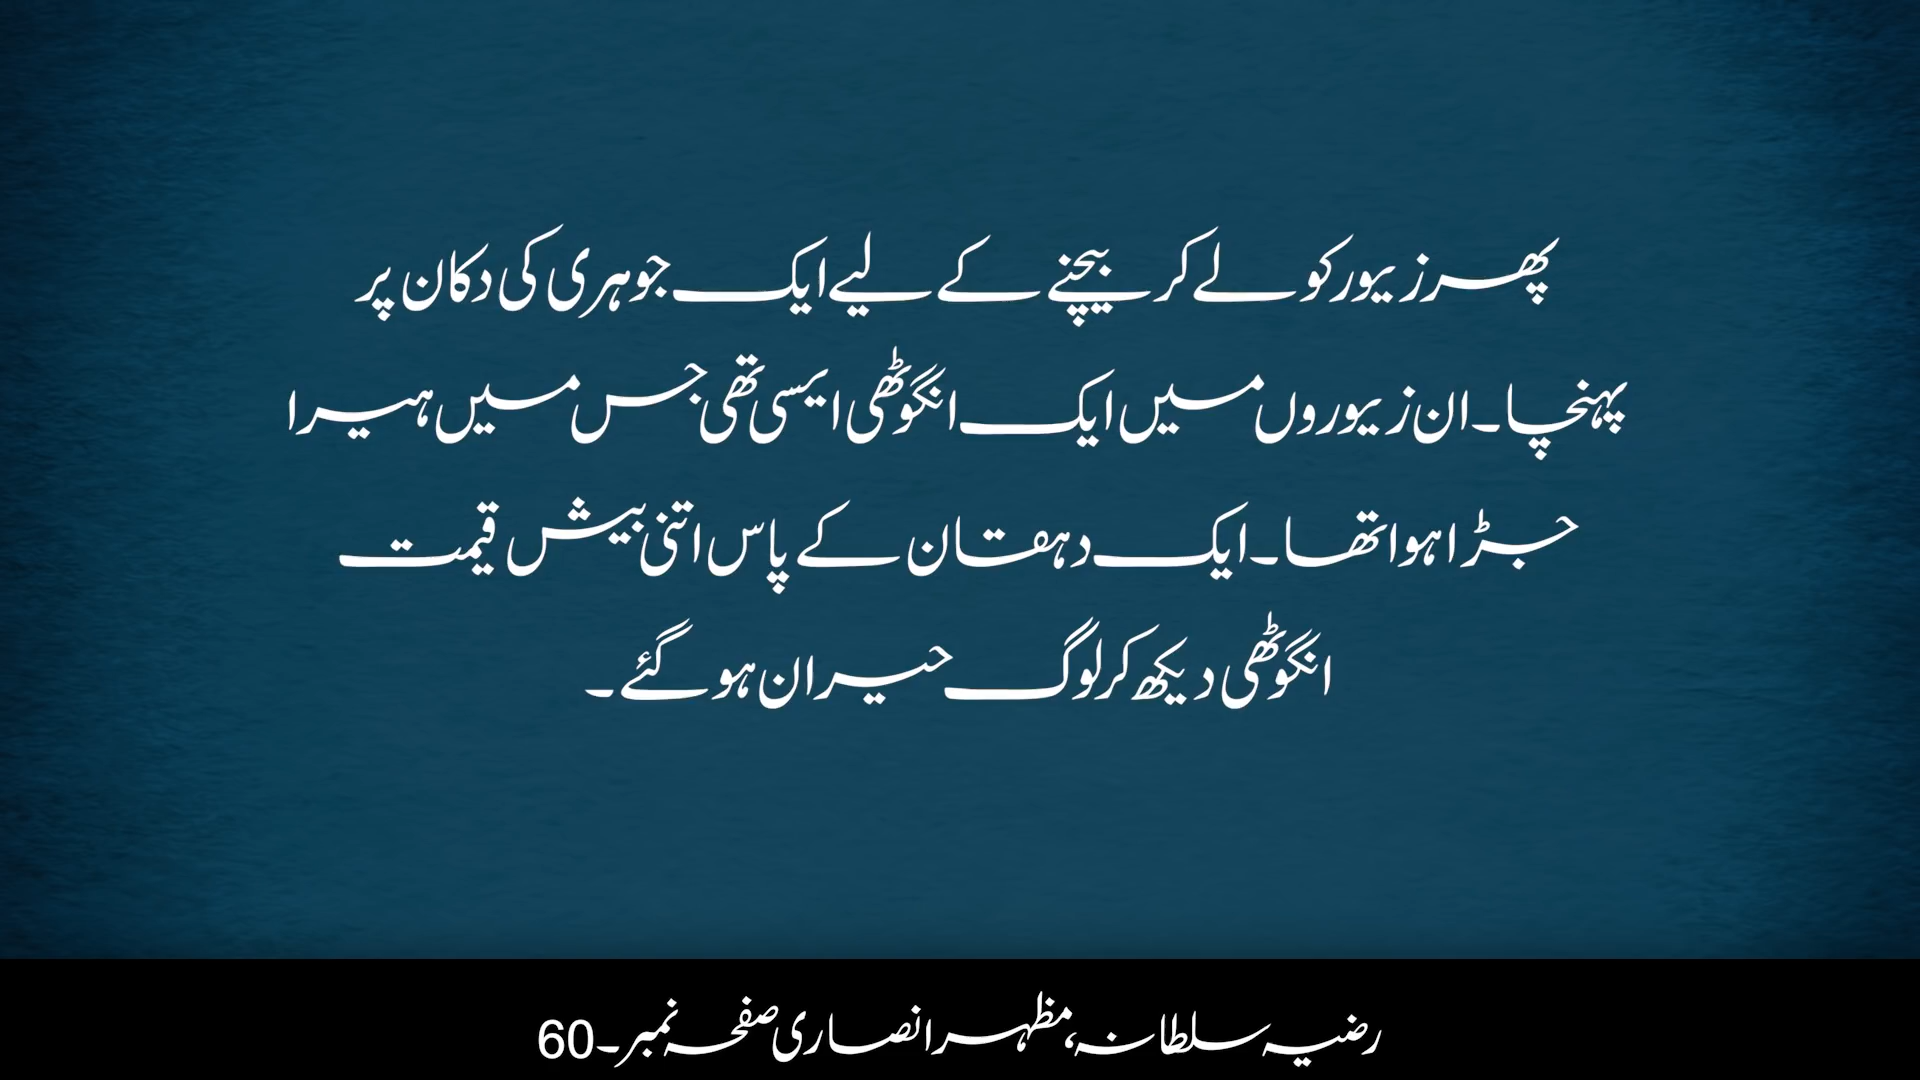 پھر زیور کو لے کر بیچنے کے لیے ایک جوہری کی دکان پر
پہنچا۔ ان زیوروں میں ایک انگوٹھی ایسی تھی جس میں ہیرا
جڑا ہوا تھا۔ ایک دہقان کے پاس اتنی بیش قیمت
انگوٹھی دیکھ کر لوگ حیران ہو گئے۔
رضیہ سلطانہ، مظہر انصاری صفحہ نمبر۔60